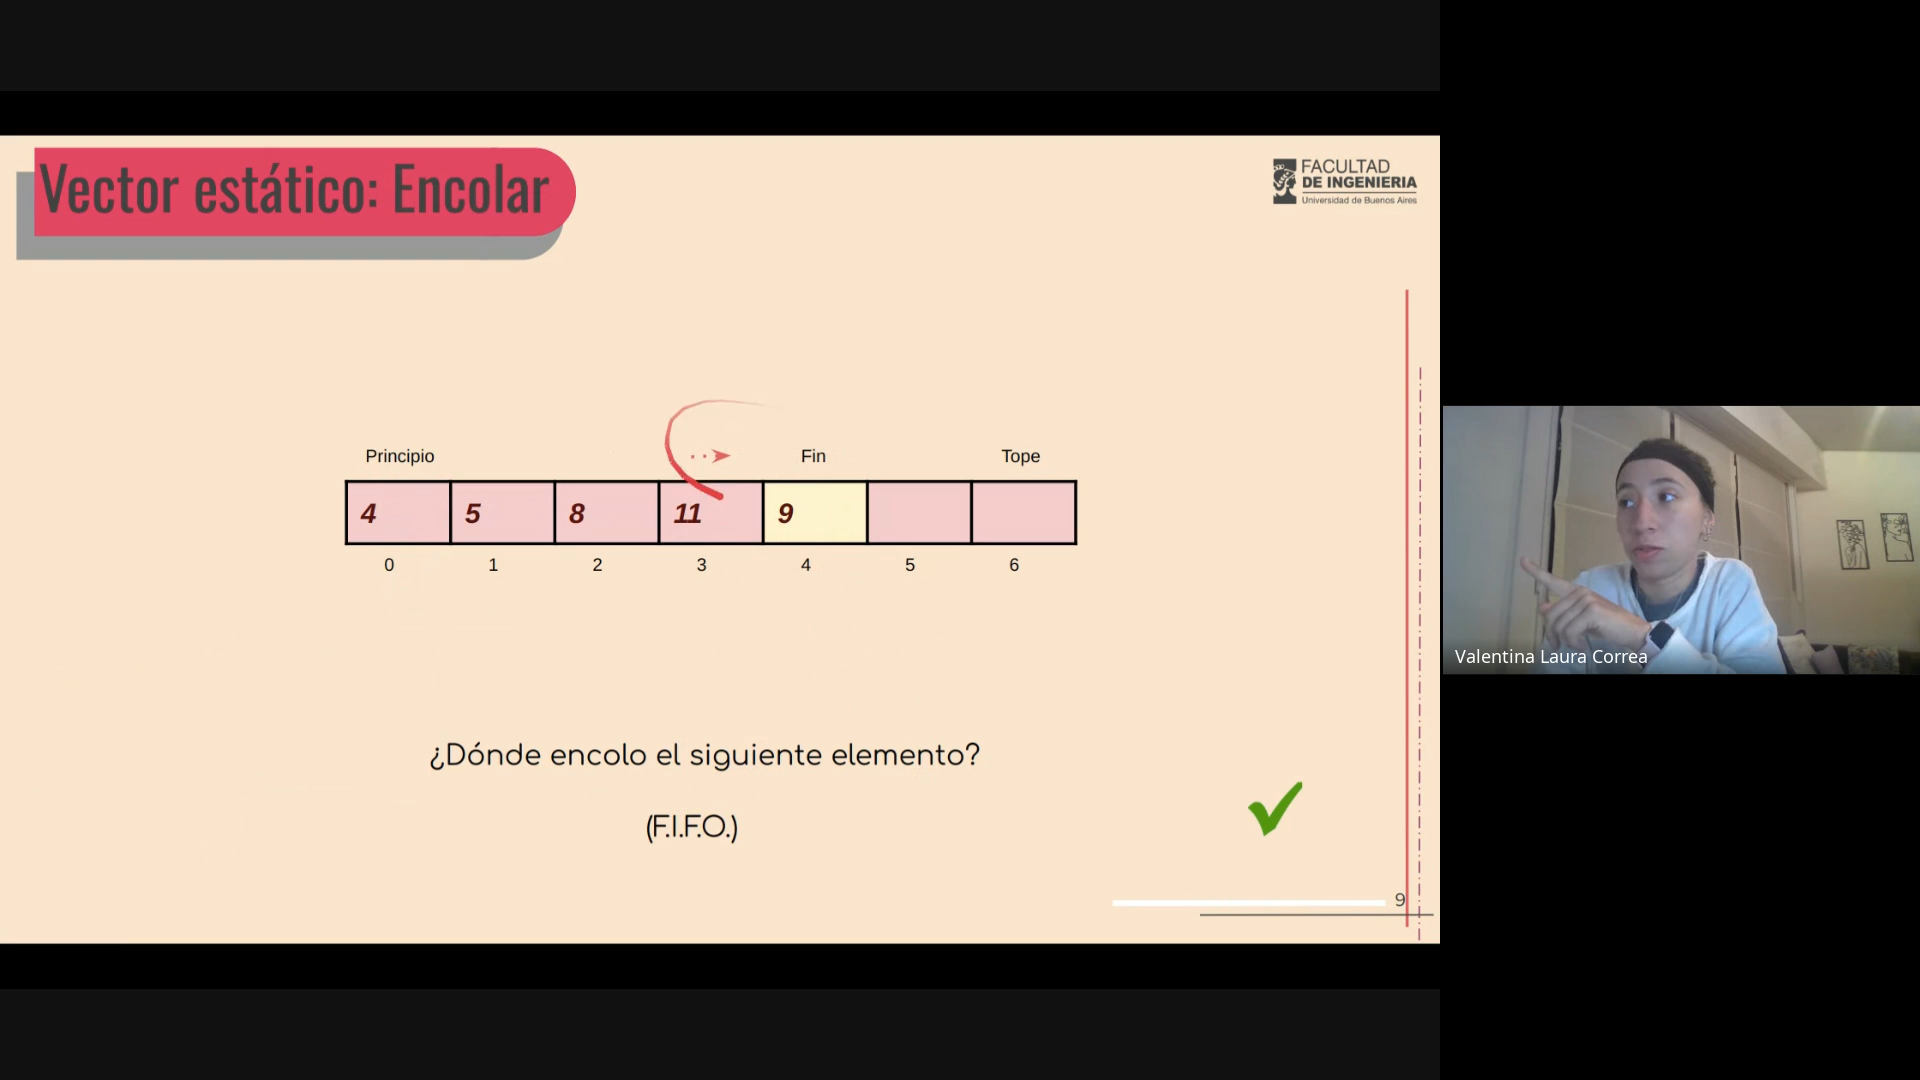 Vector estático: Encolar
FACULTAD
DE INGENIERIA
Universidad de Buenos Aires
Principio Fin Tope
4 5 8 11 9
0 1 2 3 4 5 6
¿Dónde encolo el siguiente elemento?
(F.I.F.O.)
9
Valentina Laura Correa